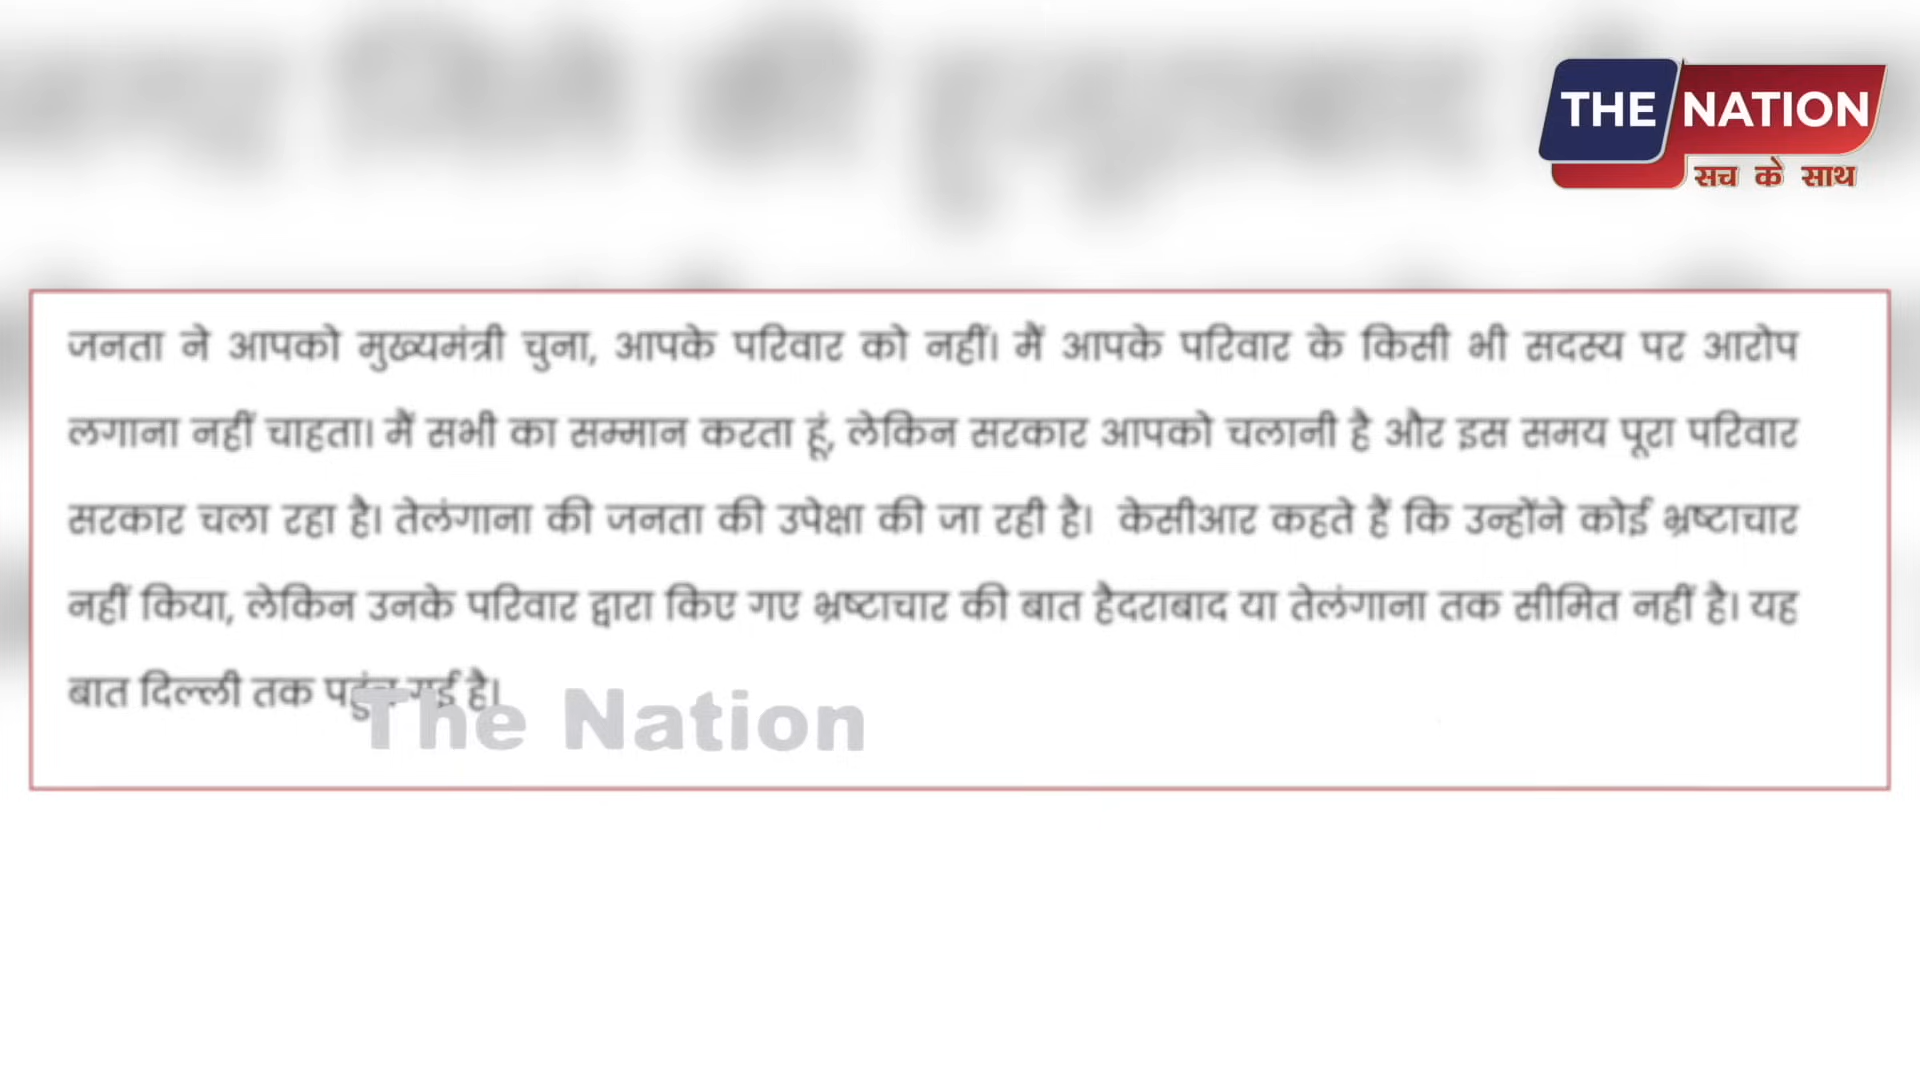 THE NATION
सच के साथ
जनता ने आपको मुख्यमंत्री चुना, आपके परिवार को नहीं। मैं आपके परिवार के किसी भी सदस्य पर आरोप
लगाना नहीं चाहता। मैं सभी का सम्मान करता हूं, लेकिन सरकार आपको चलानी है और इस समय पूरा परिवार
सरकार चला रहा है। तेलंगाना की जनता की उपेक्षा की जा रही है। केसीआर कहते हैं कि उन्होंने कोई भ्रष्टाचार
नहीं किया, लेकिन उनके परिवार द्वारा किए गए भ्रष्टाचार की बात हैदराबाद या तेलंगाना तक सीमित नहीं है। यह
बात दिल्ली तक पहुंच गई है।
The Nation